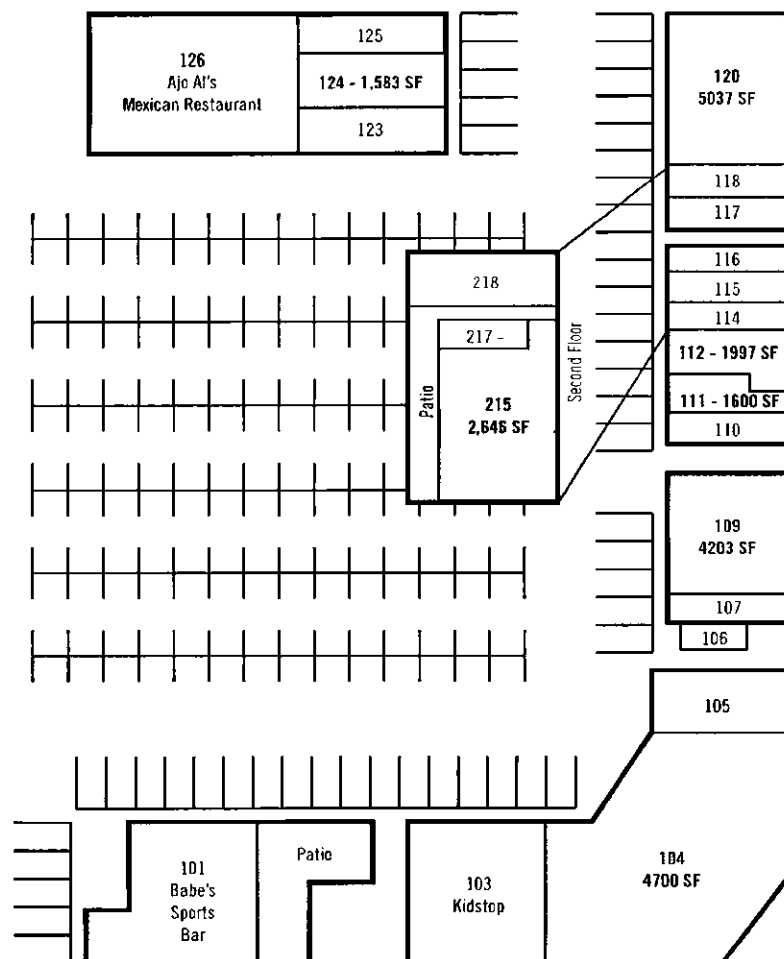 126
Ajo Al's
Mexican Restaurant
125
124 - 1,583 SF
123
120
5037 SF
118
117
116
115
114
112 - 1997 SF
111 - 1600 SF
110
218
217 -
215
2,646 SF
Patio
Second Floor
109
4203 SF
107
106
105
104
4700 SF
103
Kidstop
Patio
101
Babe's
Sports
Bar